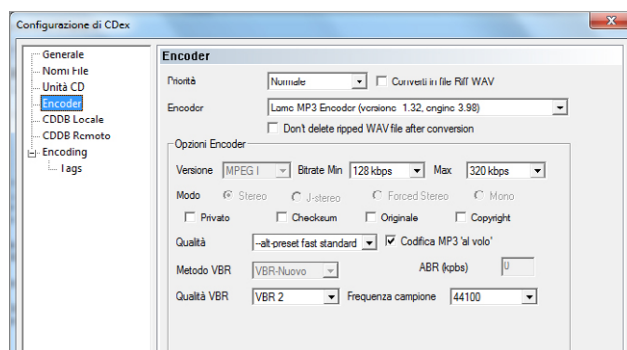 Configurazione di CDex
Generale
Nomi File
Unità CD
Encoder
CDDB Locale
CDDB Remoto
Encoding
Tags
Encoder
Priorità Normale Converti in file Riff WAV
Encoder Lame MP3 Encoder (versione 1.32, engine 3.98)
Don't delete ripped WAV file after conversion
Opzioni Encoder
Versione MPEG I Bitrate Min 128 kbps Max 320 kbps
Modo Stereo J-stereo Forced Stereo Mono
Privato Checksum Originale Copyright
Qualità --alt-preset fast standard Codifica MP3 'al volo'
Metodo VBR VBR-Nuovo ABR (kpbs) 0
Qualità VBR VBR 2 Frequenza campione 44100